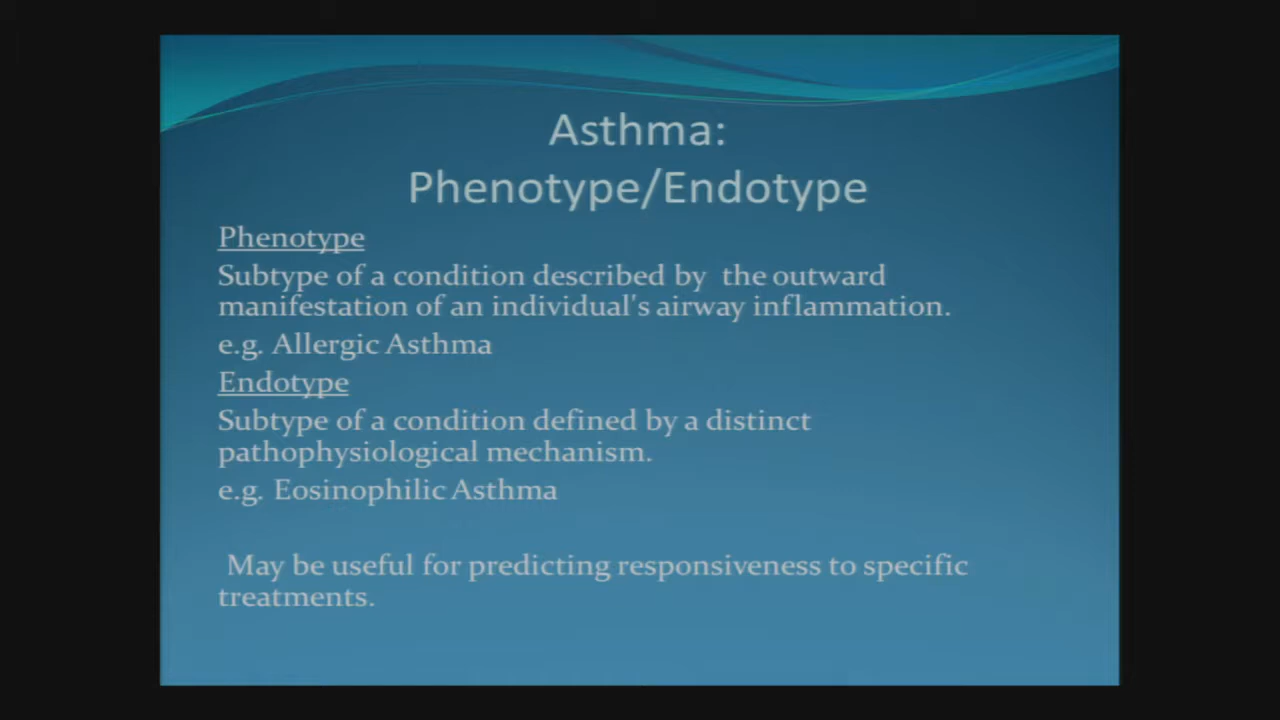 Asthma:
Phenotype/Endotype
Phenotype
Subtype of a condition described by the outward
manifestation of an individual's airway inflammation.
e.g. Allergic Asthma
Endotype
Subtype of a condition defined by a distinct
pathophysiological mechanism.
e.g. Eosinophilic Asthma
May be useful for predicting responsiveness to specific
treatments.